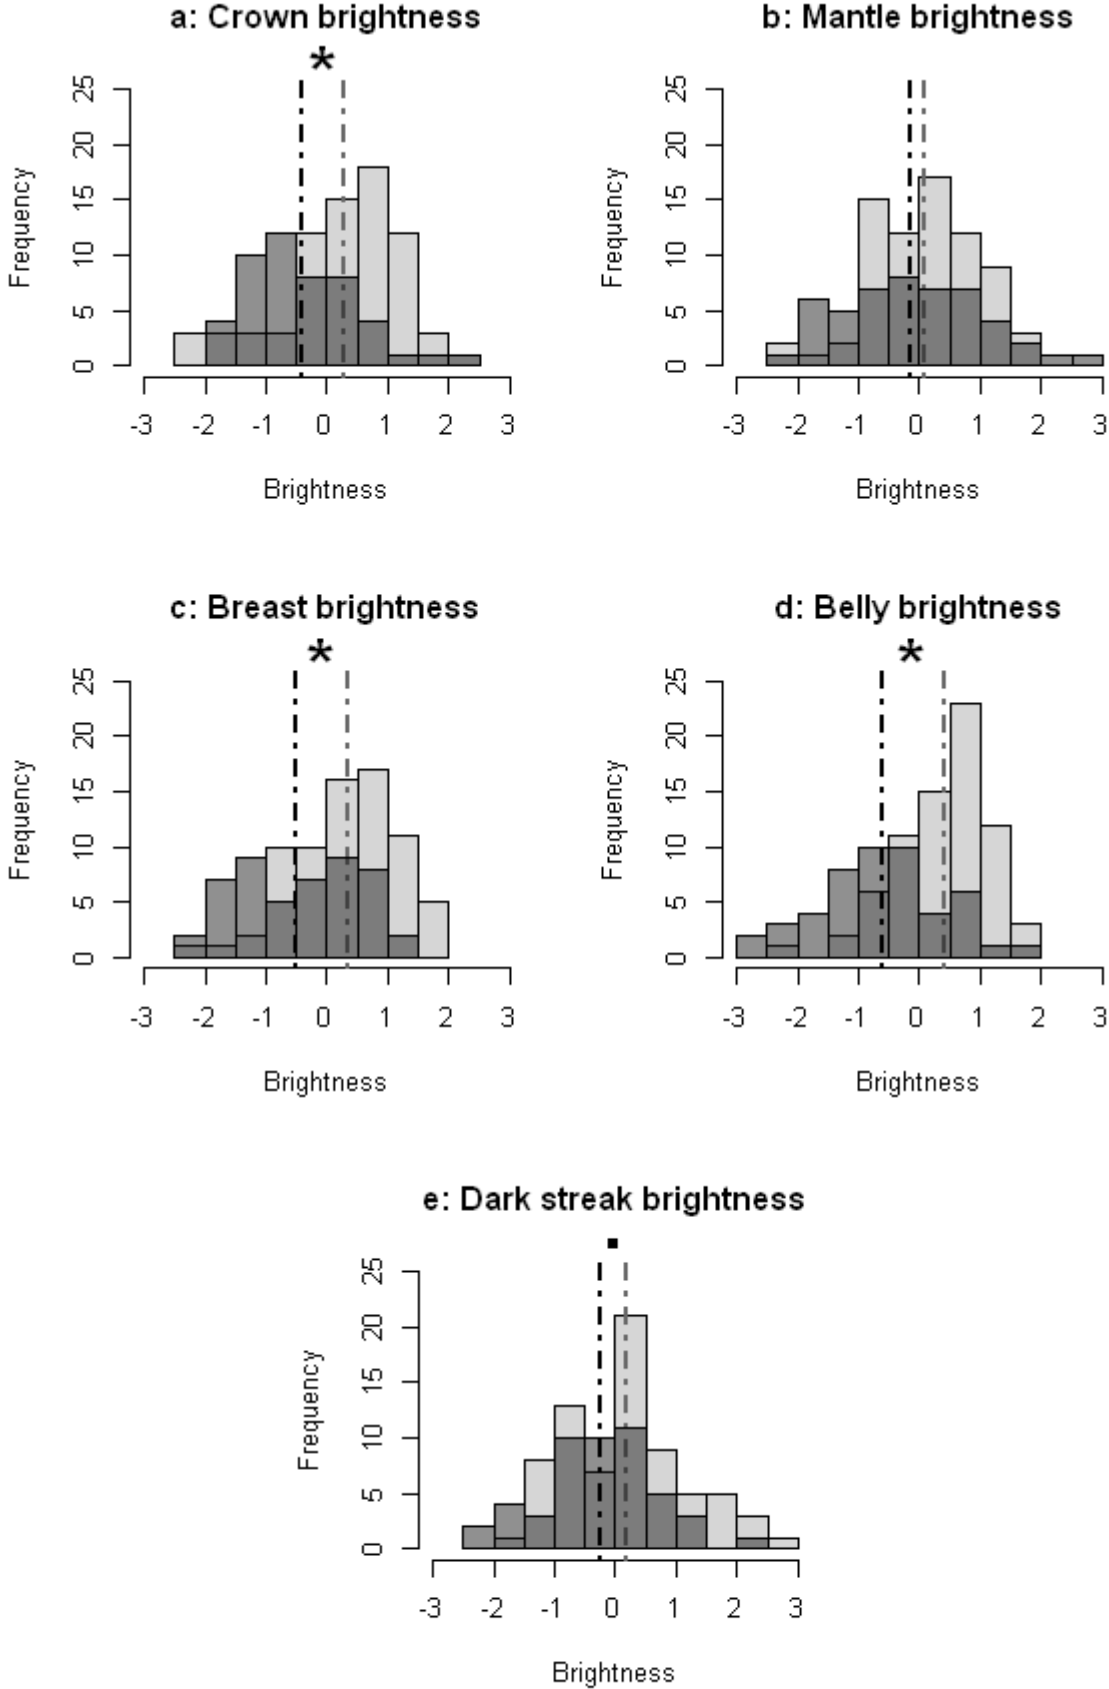 a: Crown brightness
*
Frequency
0 5 10 15 20 25
-3 -2 -1 0 1 2 3
Brightness
b: Mantle brightness
Frequency
0 5 10 15 20 25
-3 -2 -1 0 1 2 3
Brightness
c: Breast brightness
*
Frequency
0 5 10 15 20 25
-3 -2 -1 0 1 2 3
Brightness
d: Belly brightness
*
Frequency
0 5 10 15 20 25
-3 -2 -1 0 1 2 3
Brightness
e: Dark streak brightness
.
Frequency
0 5 10 15 20 25
-3 -2 -1 0 1 2 3
Brightness